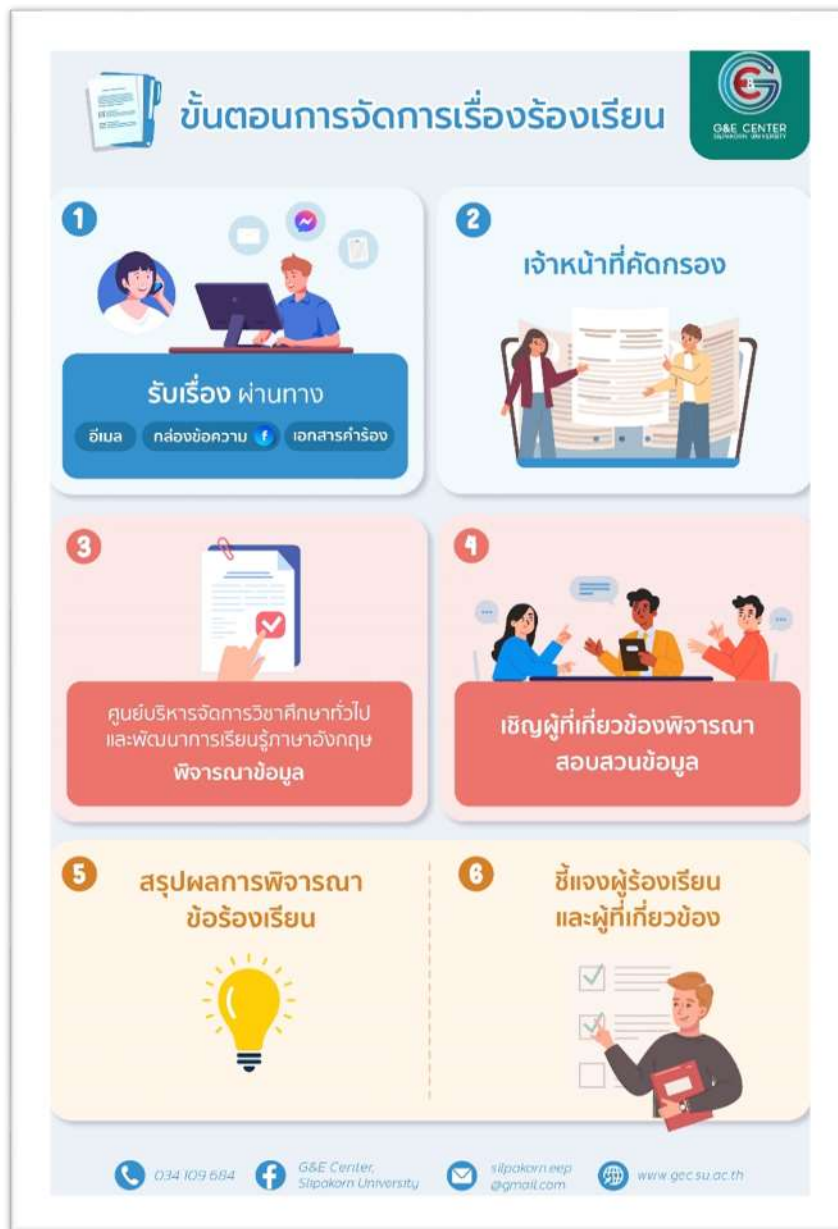 ขั้นตอนการจัดการเรื่องร้องเรียน
G&E CENTER
SILPAKORN UNIVERSITY
1
รับเรื่อง ผ่านทาง
อีเมล กล่องข้อความ เอกสารคำร้อง
2
เจ้าหน้าที่คัดกรอง
3
ศูนย์บริหารจัดการวิชาศึกษาทั่วไป
และพัฒนาการเรียนรู้ภาษาอังกฤษ
พิจารณาข้อมูล
4
เชิญผู้ที่เกี่ยวข้องพิจารณา
สอบสวนข้อมูล
5
สรุปผลการพิจารณา
ข้อร้องเรียน
6
ชี้แจงผู้ร้องเรียน
และผู้ที่เกี่ยวข้อง
034 109 684
G&E Center,
Silpakorn University
silpakorn.eep
@gmail.com
www.gec.su.ac.th